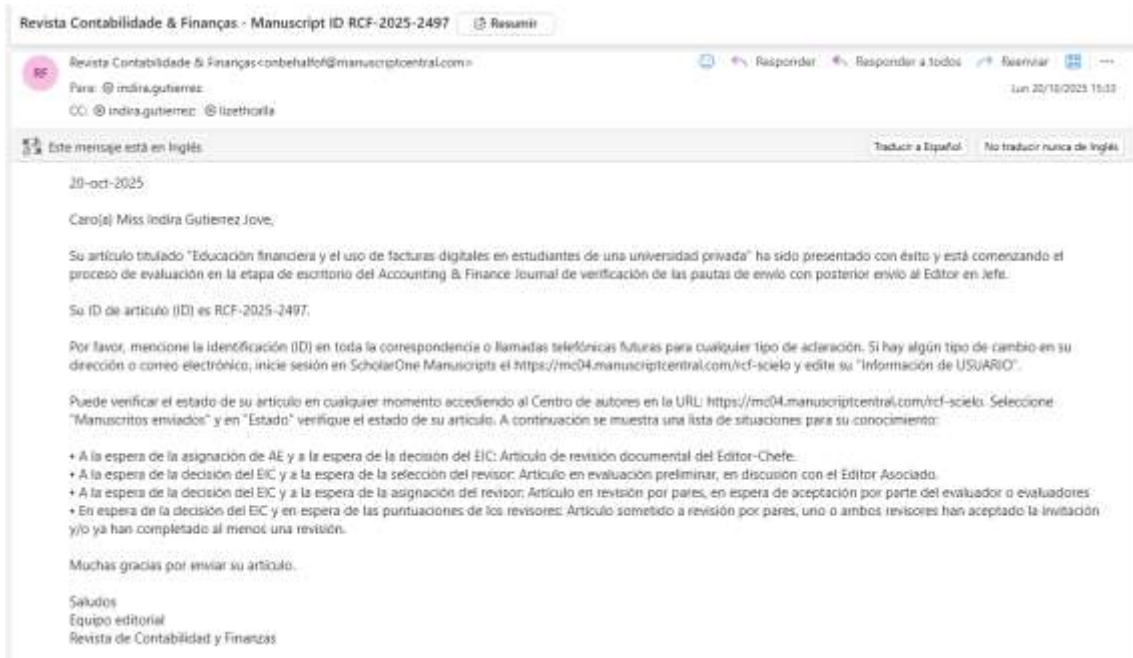 Revista Contabilidade & Finanças - Manuscript ID RCF-2025-2497 Resumir
RF
Revista Contabilidade & Finanças<onbehalfof@manuscriptcentral.com>
Responder Responder a todos Reenviar
Para: indira.gutierrez
Lun 20/10/2025 15:33
CC: indira.gutierrez lizethcalla
Este mensaje está en Inglés
Traducir a Español No traducir nunca de Inglés
20-oct-2025
Caro(a) Miss Indira Gutierrez Jove,
Su artículo titulado "Educación financiera y el uso de facturas digitales en estudiantes de una universidad privada" ha sido presentado con éxito y está comenzando el
proceso de evaluación en la etapa de escritorio del Accounting & Finance Journal de verificación de las pautas de envío con posterior envío al Editor en Jefe.
Su ID de artículo (ID) es RCF-2025-2497.
Por favor, mencione la identificación (ID) en toda la correspondencia o llamadas telefónicas futuras para cualquier tipo de aclaración. Si hay algún tipo de cambio en su
dirección o correo electrónico, inicie sesión en ScholarOne Manuscripts el https://mc04.manuscriptcentral.com/rcf-scielo y edite su "Información de USUARIO".
Puede verificar el estado de su artículo en cualquier momento accediendo al Centro de autores en la URL: https://mc04.manuscriptcentral.com/rcf-scielo. Seleccione
"Manuscritos enviados" y en "Estado" verifique el estado de su artículo. A continuación se muestra una lista de situaciones para su conocimiento:
• A la espera de la asignación de AE y a la espera de la decisión del EIC: Artículo de revisión documental del Editor-Chefe.
• A la espera de la decisión del EIC y a la espera de la selección del revisor: Artículo en evaluación preliminar, en discusión con el Editor Asociado.
• A la espera de la decisión del EIC y a la espera de la asignación del revisor: Artículo en revisión por pares, en espera de aceptación por parte del evaluador o evaluadores
• En espera de la decisión del EIC y en espera de las puntuaciones de los revisores: Artículo sometido a revisión por pares, uno o ambos revisores han aceptado la invitación
y/o ya han completado al menos una revisión.
Muchas gracias por enviar su artículo.
Saludos
Equipo editorial
Revista de Contabilidad y Finanzas